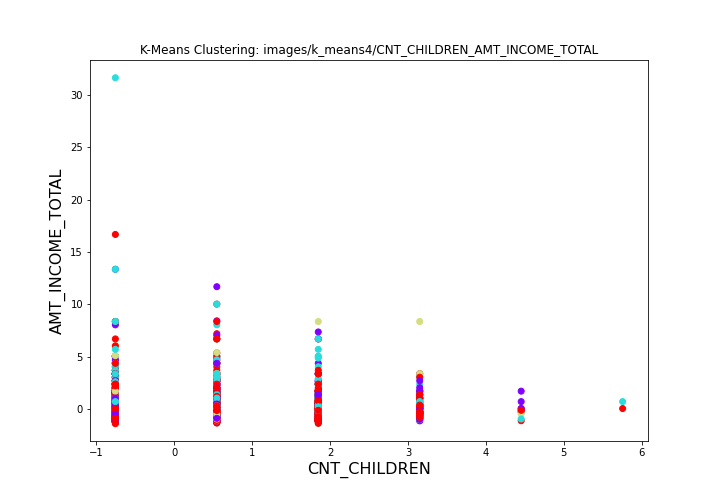 K-Means Clustering: images/k_means4/CNT_CHILDREN_AMT_INCOME_TOTAL
AMT_INCOME_TOTAL
30
25
20
15
10
5
0
−1 0 1 2 3 4 5 6
CNT_CHILDREN